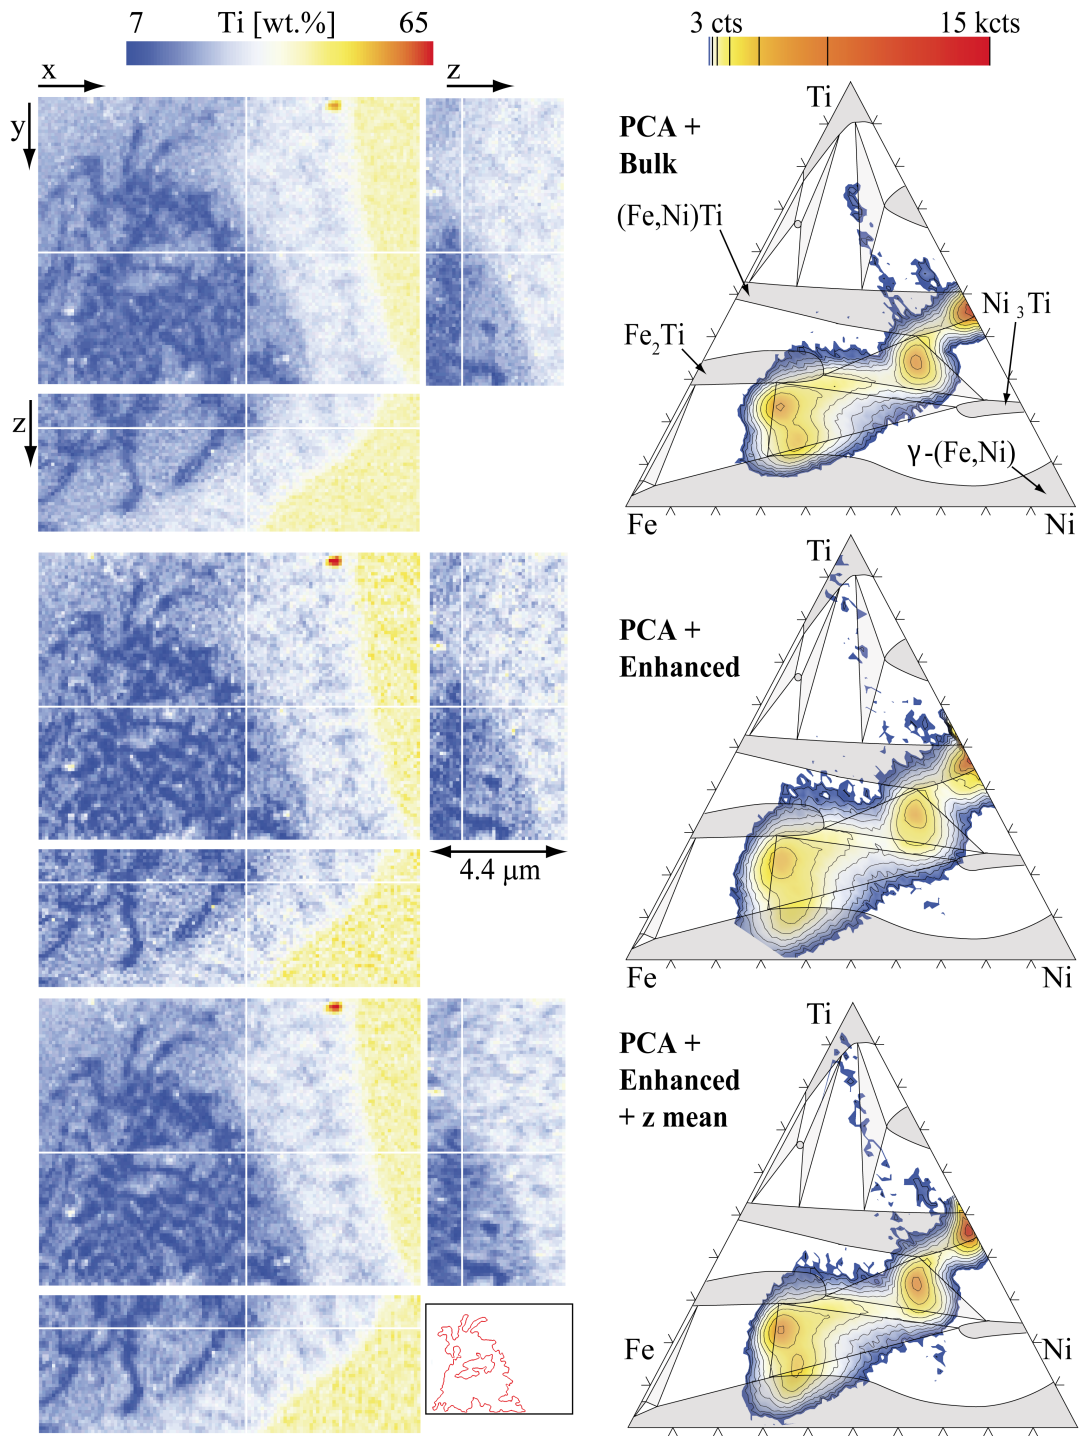 7 Ti [wt.%] 65
3 cts 15 kcts
x
z
y
Ti
PCA +
Bulk
(Fe,Ni)Ti
Ni3Ti
Fe2Ti
z
γ-(Fe,Ni)
Fe Ni
Ti
PCA +
Enhanced
4.4 μm
Fe Ni
Ti
PCA +
Enhanced
+ z mean
Fe Ni